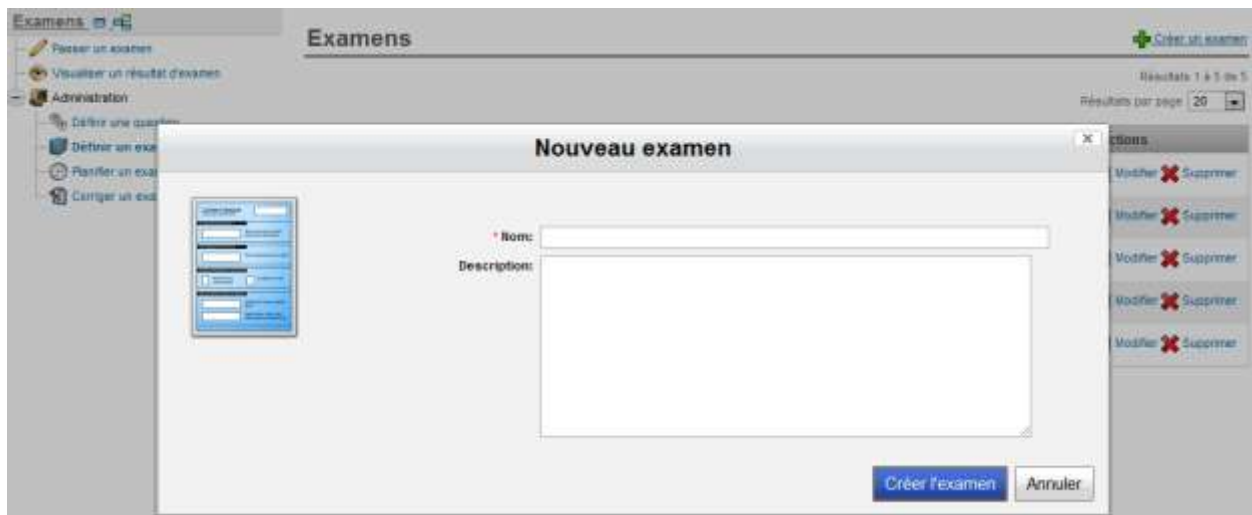 Examens
Passer un examen
Visualiser un résultat d'examen
Administration
Définir une question
Définir un exa
Planifier un exa
Corriger un exa
Examens
Créer un examen
Résultats 1 à 5 de 5
Résultats par page 20
ctions
Modifier Supprimer
Modifier Supprimer
Modifier Supprimer
Modifier Supprimer
Modifier Supprimer
Nouveau examen
* Nom:
Description:
Créer l'examen
Annuler